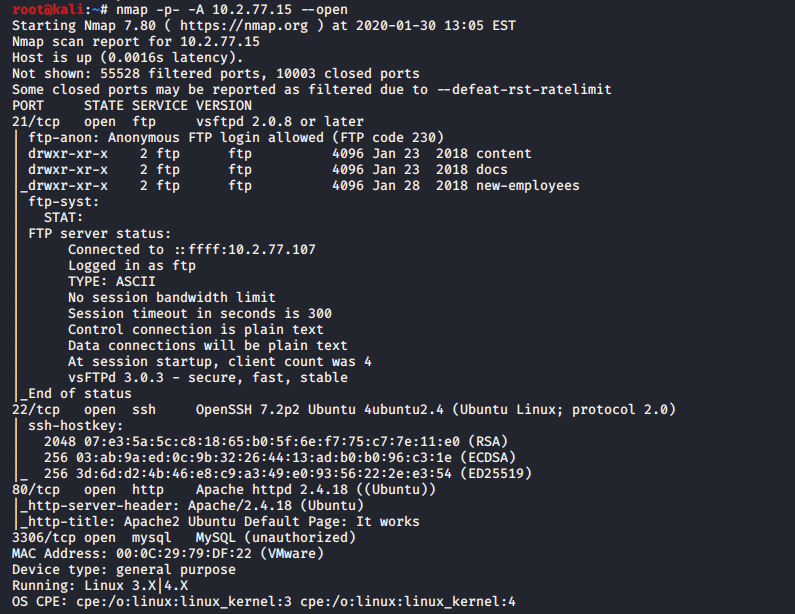 root@kali:~# nmap -p- -A 10.2.77.15 --open
Starting Nmap 7.80 ( https://nmap.org ) at 2020-01-30 13:05 EST
Nmap scan report for 10.2.77.15
Host is up (0.0016s latency).
Not shown: 55528 filtered ports, 10003 closed ports
Some closed ports may be reported as filtered due to --defeat-rst-ratelimit
PORT     STATE SERVICE VERSION
21/tcp   open  ftp     vsftpd 2.0.8 or later
| ftp-anon: Anonymous FTP login allowed (FTP code 230)
| drwxr-xr-x    2 ftp      ftp          4096 Jan 23  2018 content
| drwxr-xr-x    2 ftp      ftp          4096 Jan 23  2018 docs
|_drwxr-xr-x    2 ftp      ftp          4096 Jan 28  2018 new-employees
| ftp-syst:
|   STAT:
| FTP server status:
|      Connected to ::ffff:10.2.77.107
|      Logged in as ftp
|      TYPE: ASCII
|      No session bandwidth limit
|      Session timeout in seconds is 300
|      Control connection is plain text
|      Data connections will be plain text
|      At session startup, client count was 4
|      vsFTPd 3.0.3 - secure, fast, stable
|_End of status
22/tcp   open  ssh     OpenSSH 7.2p2 Ubuntu 4ubuntu2.4 (Ubuntu Linux; protocol 2.0)
| ssh-hostkey:
|   2048 07:e3:5a:5c:c8:18:65:b0:5f:6e:f7:75:c7:7e:11:e0 (RSA)
|   256 03:ab:9a:ed:0c:9b:32:26:44:13:ad:b0:b0:96:c3:1e (ECDSA)
|_  256 3d:6d:d2:4b:46:e8:c9:a3:49:e0:93:56:22:2e:e3:54 (ED25519)
80/tcp   open  http    Apache httpd 2.4.18 ((Ubuntu))
|_http-server-header: Apache/2.4.18 (Ubuntu)
|_http-title: Apache2 Ubuntu Default Page: It works
3306/tcp open  mysql   MySQL (unauthorized)
MAC Address: 00:0C:29:79:DF:22 (VMware)
Device type: general purpose
Running: Linux 3.X|4.X
OS CPE: cpe:/o:linux:linux_kernel:3 cpe:/o:linux:linux_kernel:4